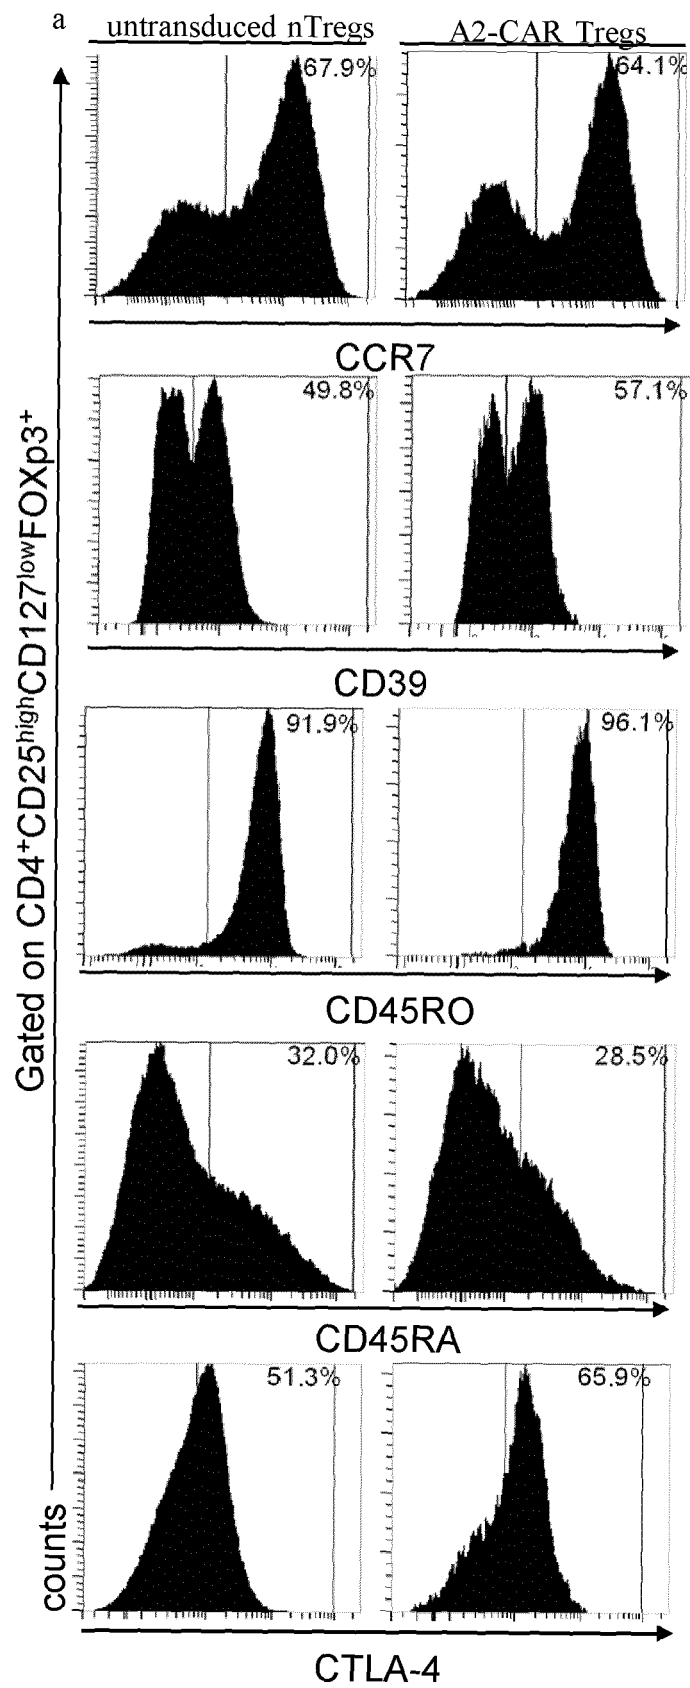 a
untransduced nTregs A2-CAR Tregs
67.9% 64.1%
CCR7
49.8% 57.1%
CD39
91.9% 96.1%
CD45RO
32.0% 28.5%
CD45RA
51.3% 65.9%
CTLA-4
Gated on CD4⁺CD25ʰⁱᵍʰCD127ˡᵒʷFOXp3⁺
counts